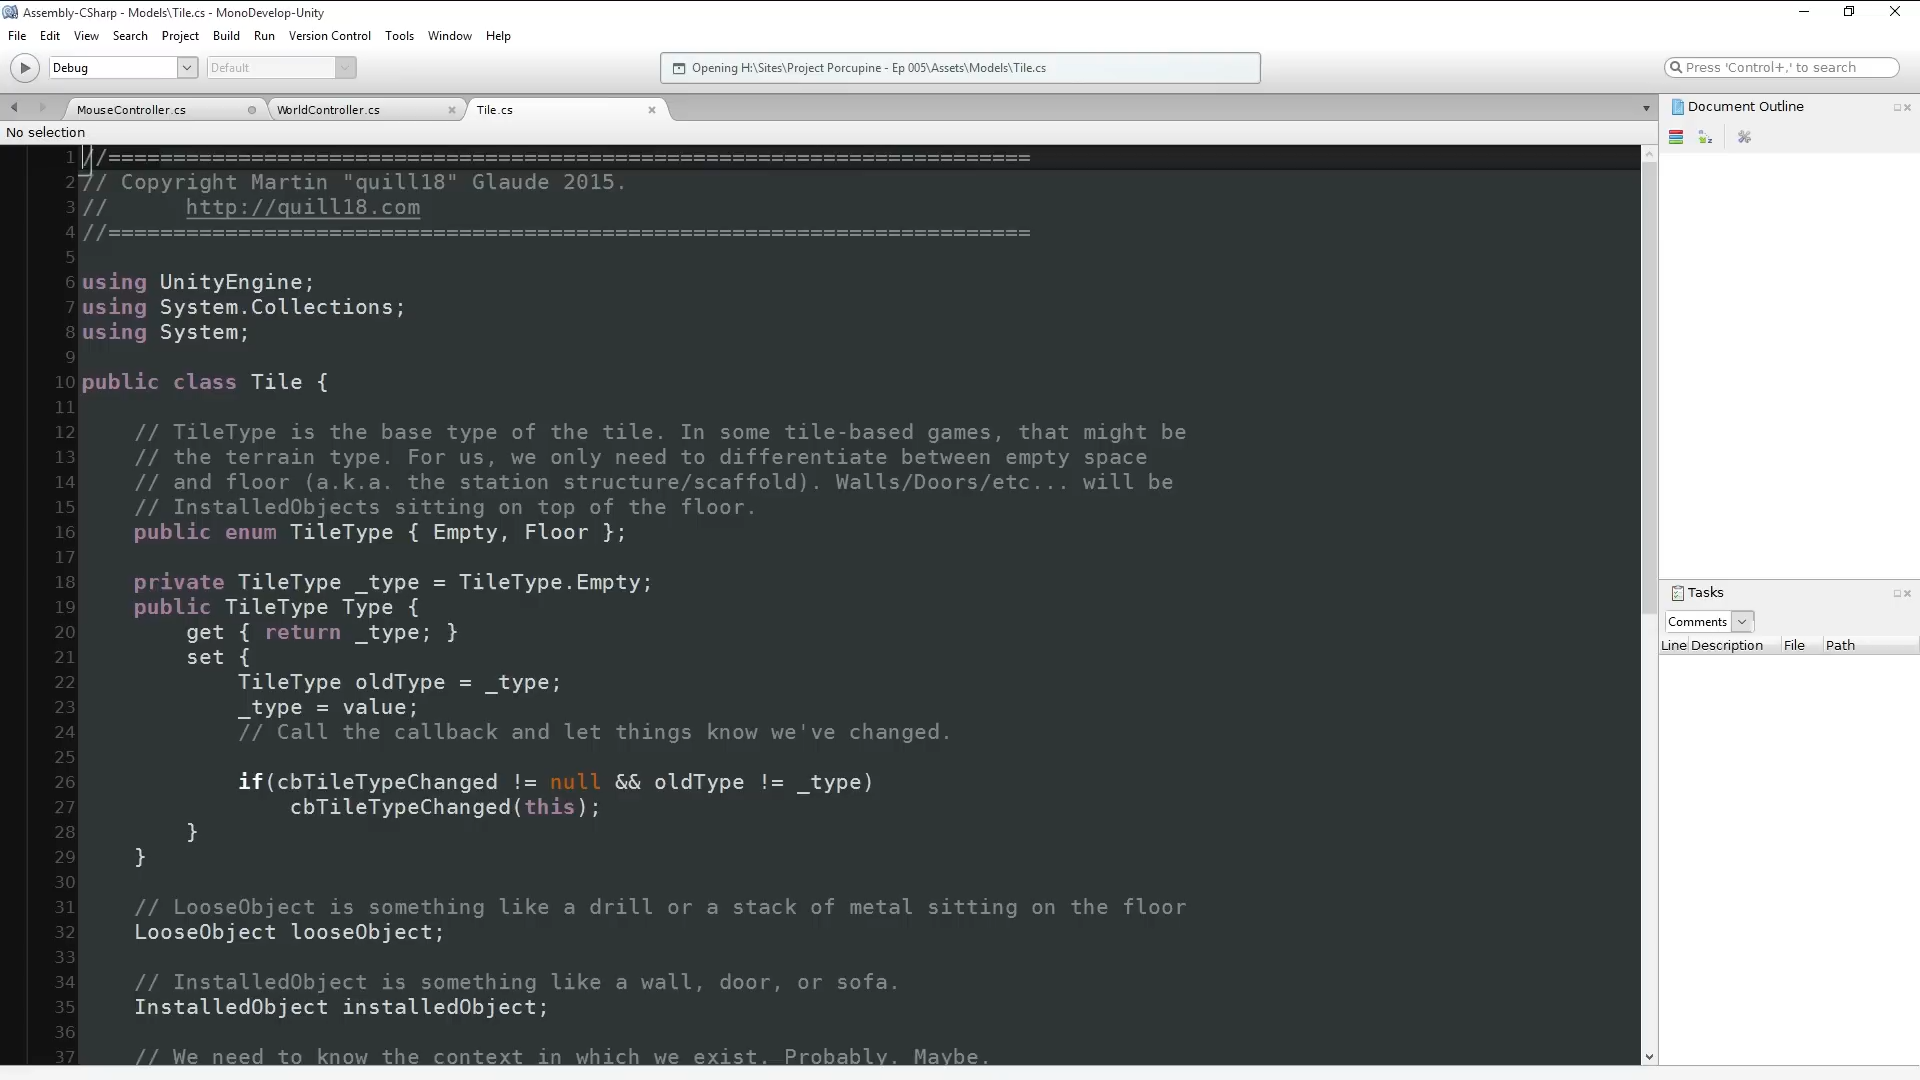 Assembly-CSharp - Models\Tile.cs - MonoDevelop-Unity
File Edit View Search Project Build Run Version Control Tools Window Help
Debug Default Opening H:\Sites\Project Porcupine - Ep 005\Assets\Models\Tile.cs Press 'Control+,' to search
MouseController.cs WorldController.cs Tile.cs
No selection
1 //=======================================================================
2 // Copyright Martin "quill18" Glaude 2015.
3 //      http://quill18.com
4 //=======================================================================
5
6 using UnityEngine;
7 using System.Collections;
8 using System;
9
10 public class Tile {
11
12     // TileType is the base type of the tile. In some tile-based games, that might be
13     // the terrain type. For us, we only need to differentiate between empty space
14     // and floor (a.k.a. the station structure/scaffold). Walls/Doors/etc... will be
15     // InstalledObjects sitting on top of the floor.
16     public enum TileType { Empty, Floor };
17
18     private TileType _type = TileType.Empty;
19     public TileType Type {
20         get { return _type; }
21         set {
22             TileType oldType = _type;
23             _type = value;
24             // Call the callback and let things know we've changed.
25
26             if(cbTileTypeChanged != null && oldType != _type)
27                 cbTileTypeChanged(this);
28         }
29     }
30
31     // LooseObject is something like a drill or a stack of metal sitting on the floor
32     LooseObject looseObject;
33
34     // InstalledObject is something like a wall, door, or sofa.
35     InstalledObject installedObject;
36
37     // We need to know the context in which we exist. Probably. Maybe.
Document Outline
Tasks
Comments
Line Description File Path